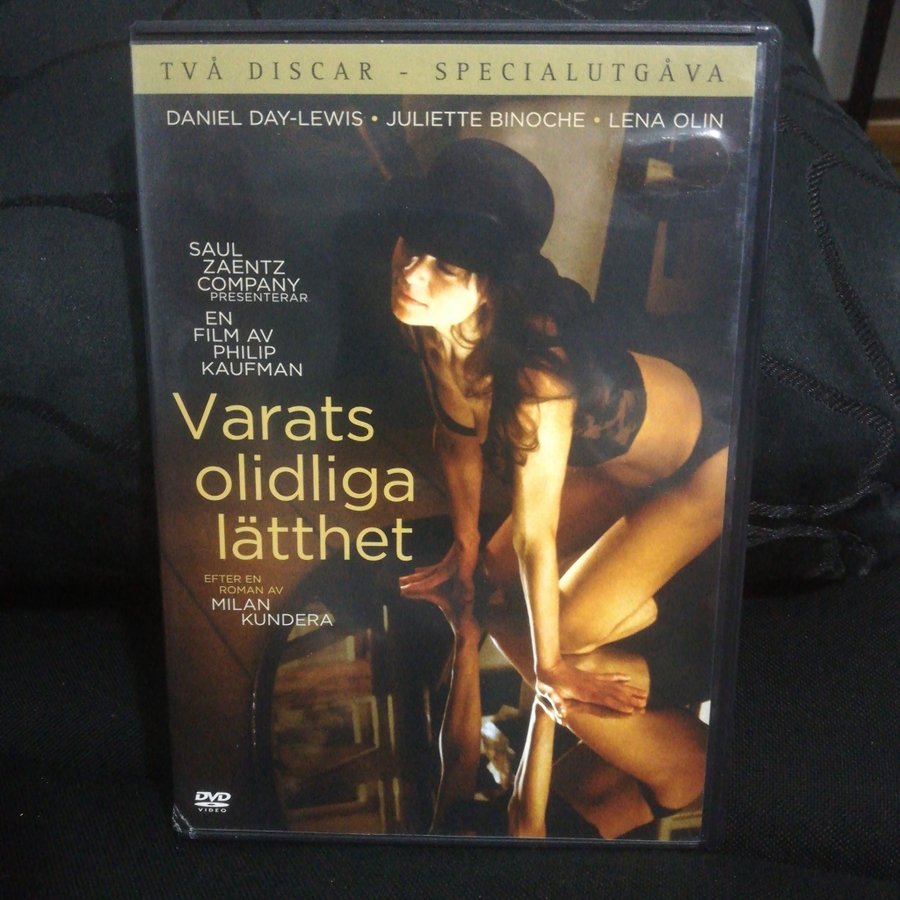 TVÅ DISCAR - SPECIALUTGÅVA
DANIEL DAY-LEWIS • JULIETTE BINOCHE • LENA OLIN
SAUL
ZAENTZ
COMPANY
PRESENTERAR
EN
FILM AV
PHILIP
KAUFMAN
Varats
olidliga
lätthet
EFTER EN
ROMAN AV
MILAN
KUNDERA
DVD
VIDEO